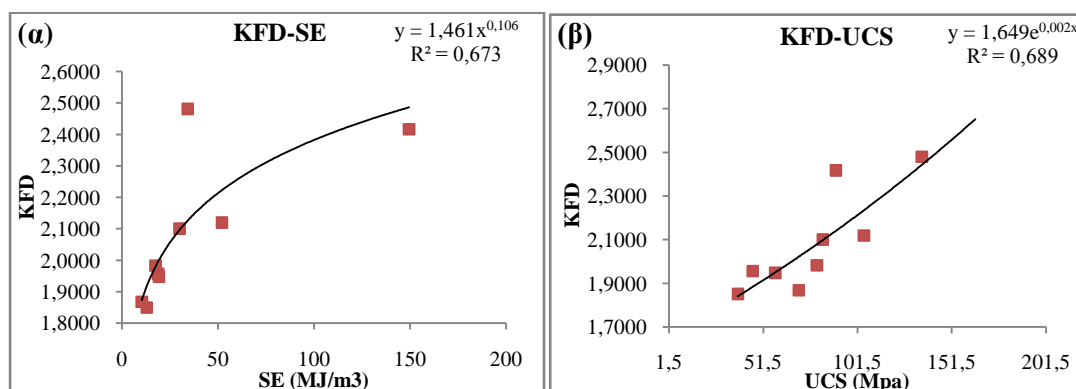 (α)
KFD-SE
y = 1,461x^0,106
R² = 0,673
2,6000
2,5000
2,4000
2,3000
2,2000
2,1000
2,0000
1,9000
1,8000
KFD
0 50 100 150 200
SE (MJ/m3)
(β)
KFD-UCS
y = 1,649e^0,002x
R² = 0,689
2,9000
2,7000
2,5000
2,3000
2,1000
1,9000
1,7000
KFD
1,5 51,5 101,5 151,5 201,5
UCS (Mpa)